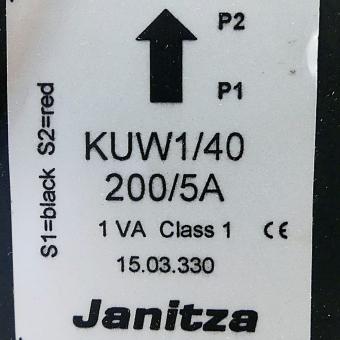 P2
P1
S1=black S2=red
KUW1/40
200/5A
1 VA Class 1 CE
15.03.330
Janitza